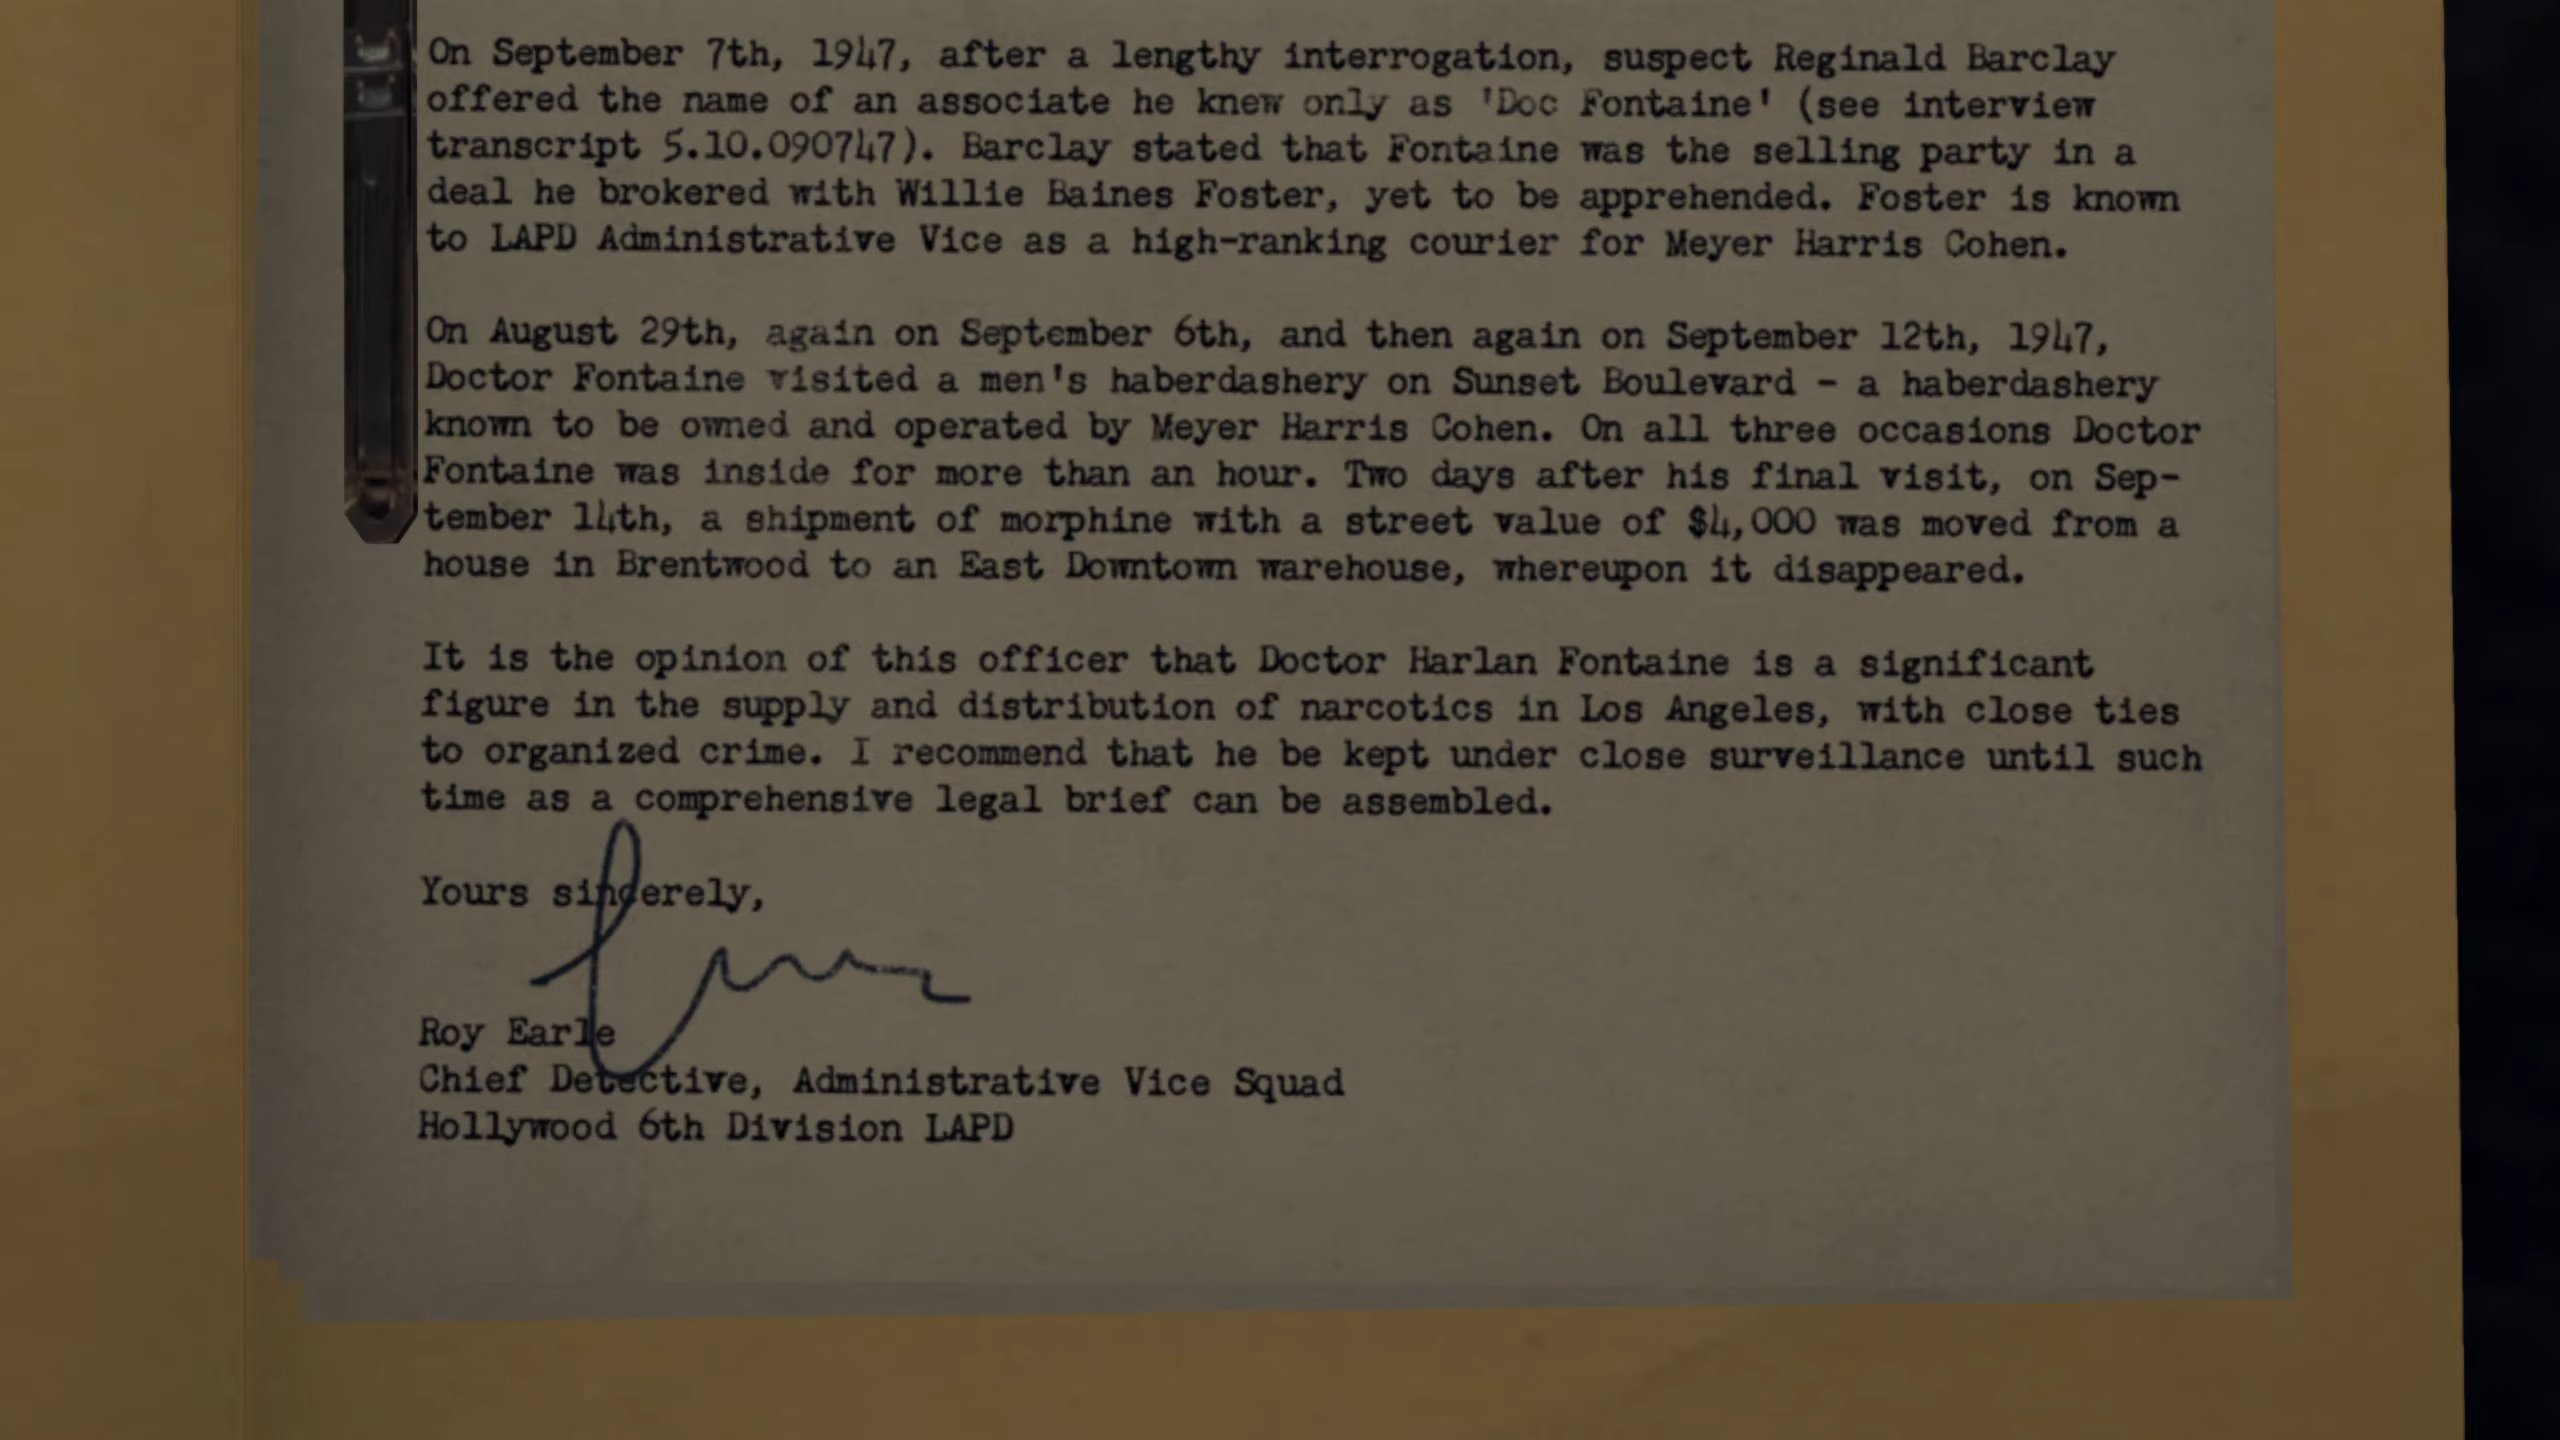 On September 7th, 1947, after a lengthy interrogation, suspect Reginald Barclay
offered the name of an associate he knew only as 'Doc Fontaine' (see interview
transcript 5.10.090747). Barclay stated that Fontaine was the selling party in a
deal he brokered with Willie Baines Foster, yet to be apprehended. Foster is known
to LAPD Administrative Vice as a high-ranking courier for Meyer Harris Cohen.
On August 29th, again on September 6th, and then again on September 12th, 1947,
Doctor Fontaine visited a men's haberdashery on Sunset Boulevard - a haberdashery
known to be owned and operated by Meyer Harris Cohen. On all three occasions Doctor
Fontaine was inside for more than an hour. Two days after his final visit, on Sep-
tember 14th, a shipment of morphine with a street value of $4,000 was moved from a
house in Brentwood to an East Downtown warehouse, whereupon it disappeared.
It is the opinion of this officer that Doctor Harlan Fontaine is a significant
figure in the supply and distribution of narcotics in Los Angeles, with close ties
to organized crime. I recommend that he be kept under close surveillance until such
time as a comprehensive legal brief can be assembled.
Yours sincerely,
Roy Earle
Chief Detective, Administrative Vice Squad
Hollywood 6th Division LAPD